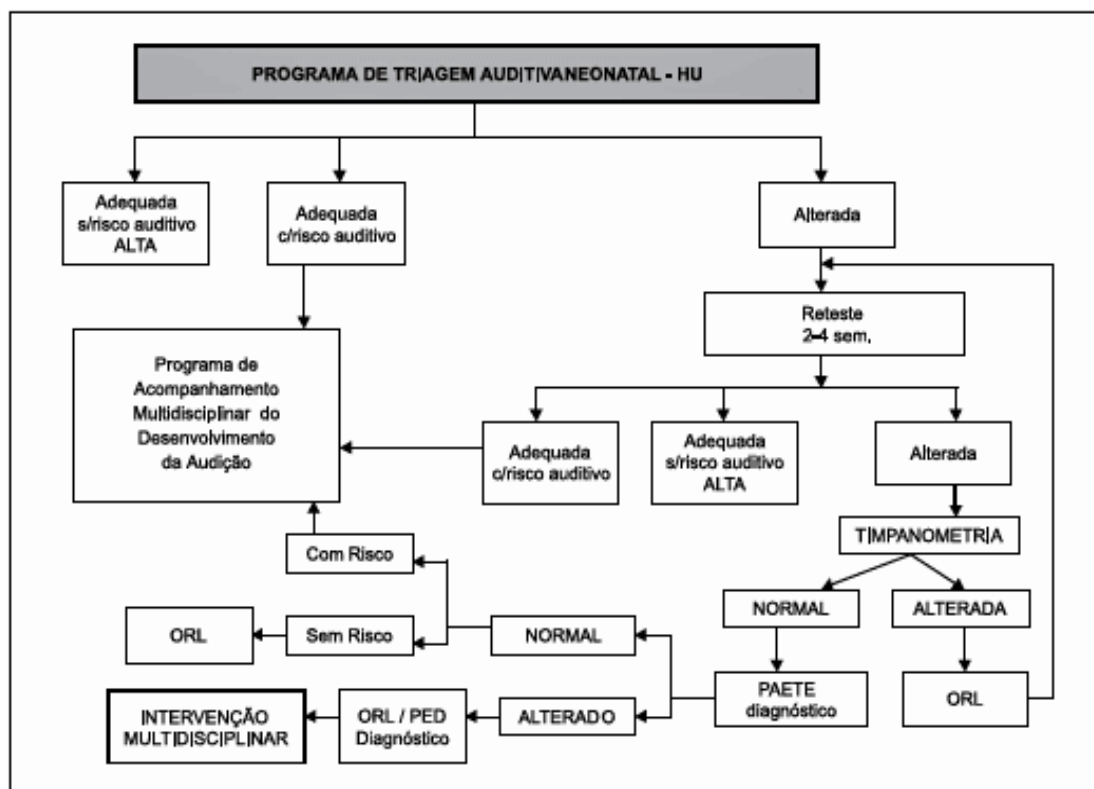 PROGRAMA DE TRIAGEM AUDITIVANEONATAL - HU
Adequada
s/risco auditivo
ALTA
Adequada
c/risco auditivo
Alterada
Reteste
2-4 sem.
Programa de
Acompanhamento
Multidisciplinar do
Desenvolvimento
da Audição
Adequada
c/risco auditivo
Adequada
s/risco auditivo
ALTA
Alterada
TIMPANOMETRIA
Com Risco
NORMAL
ALTERADA
ORL
Sem Risco
NORMAL
PAETE
diagnóstico
ORL
INTERVENÇÃO
MULTIDISCIPLINAR
ORL / PED
Diagnóstico
ALTERADO